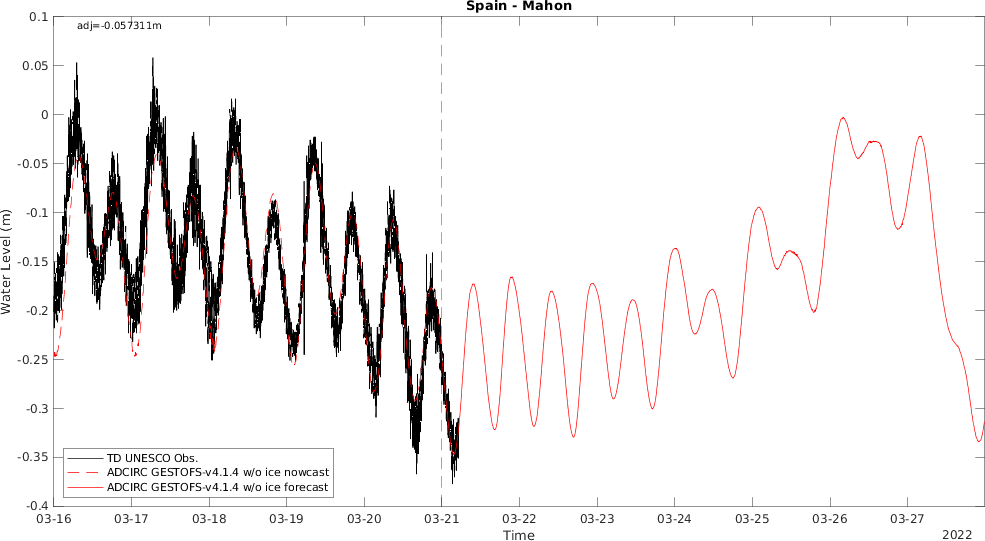 Spain - Mahon
adj=-0.057311m
0.1
0.05
0
-0.05
-0.1
-0.15
-0.2
-0.25
-0.3
-0.35
-0.4
Water Level (m)
TD UNESCO Obs.
ADCIRC GESTOFS-v4.1.4 w/o ice nowcast
ADCIRC GESTOFS-v4.1.4 w/o ice forecast
03-16 03-17 03-18 03-19 03-20 03-21 03-22 03-23 03-24 03-25 03-26 03-27
Time
2022